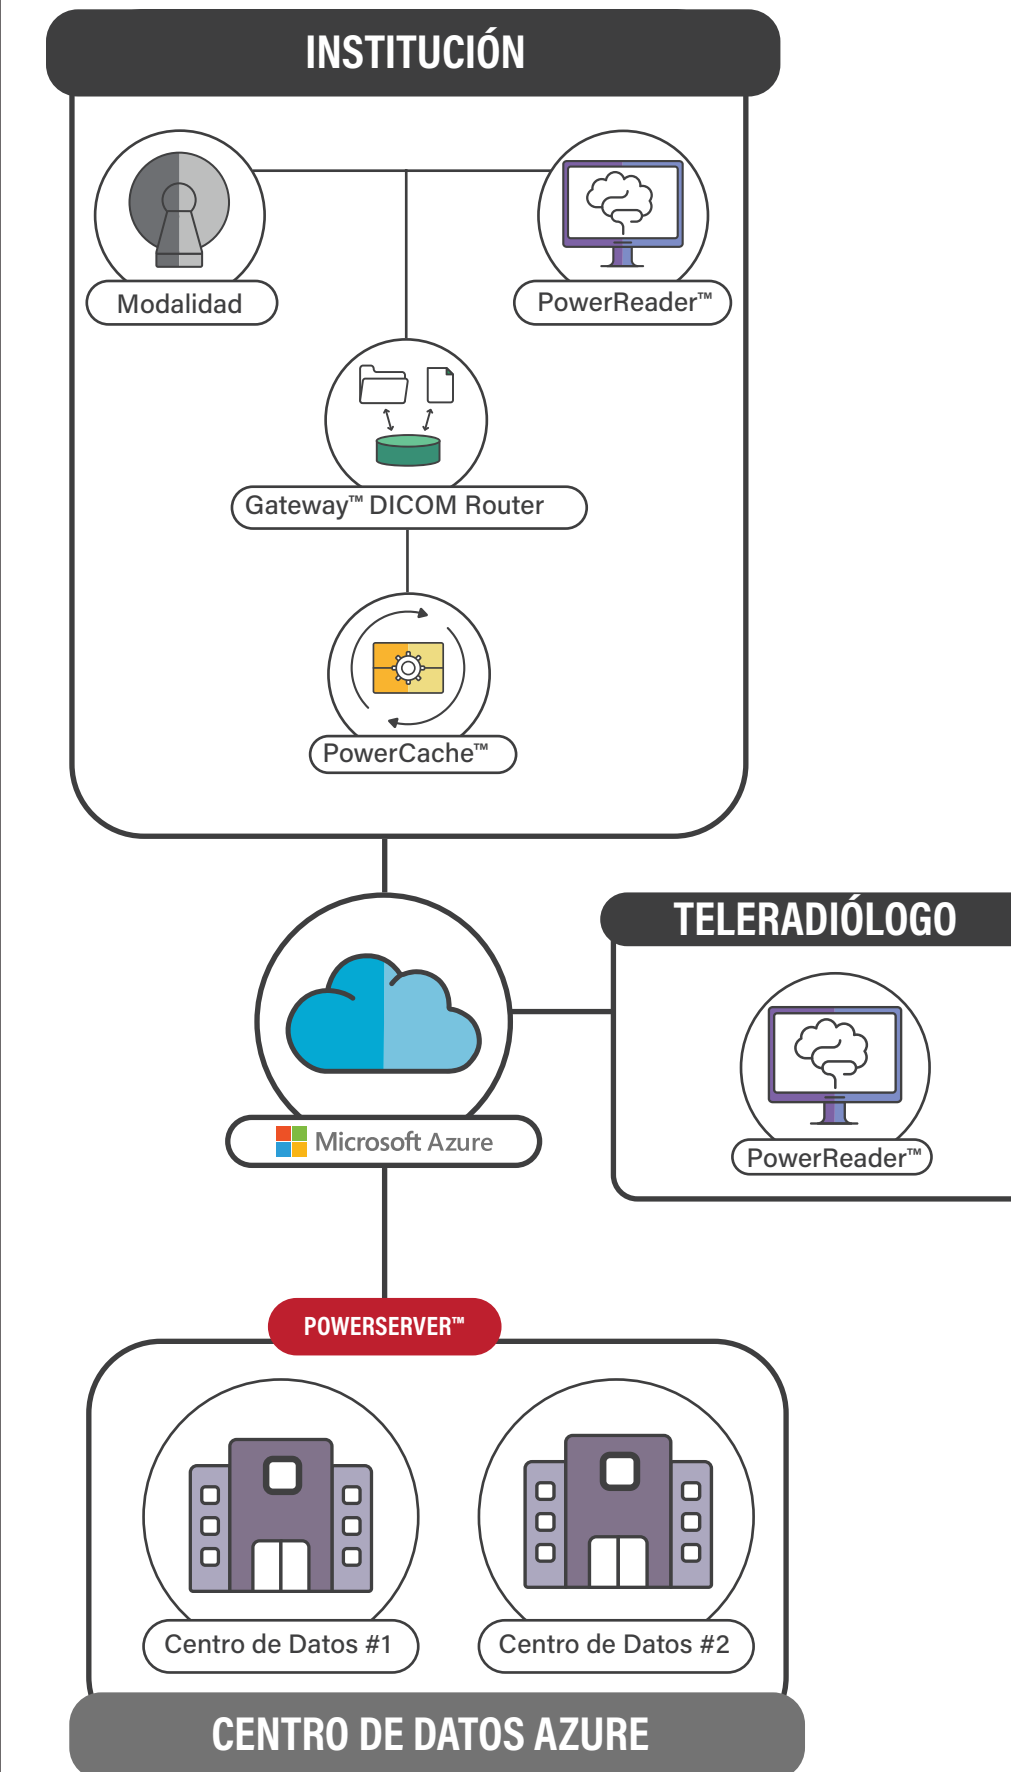 INSTITUCIÓN
Modalidad
PowerReader™
Gateway™ DICOM Router
PowerCache™
TELERADIÓLOGO
PowerReader™
Microsoft Azure
POWERSERVER™
Centro de Datos #1
Centro de Datos #2
CENTRO DE DATOS AZURE